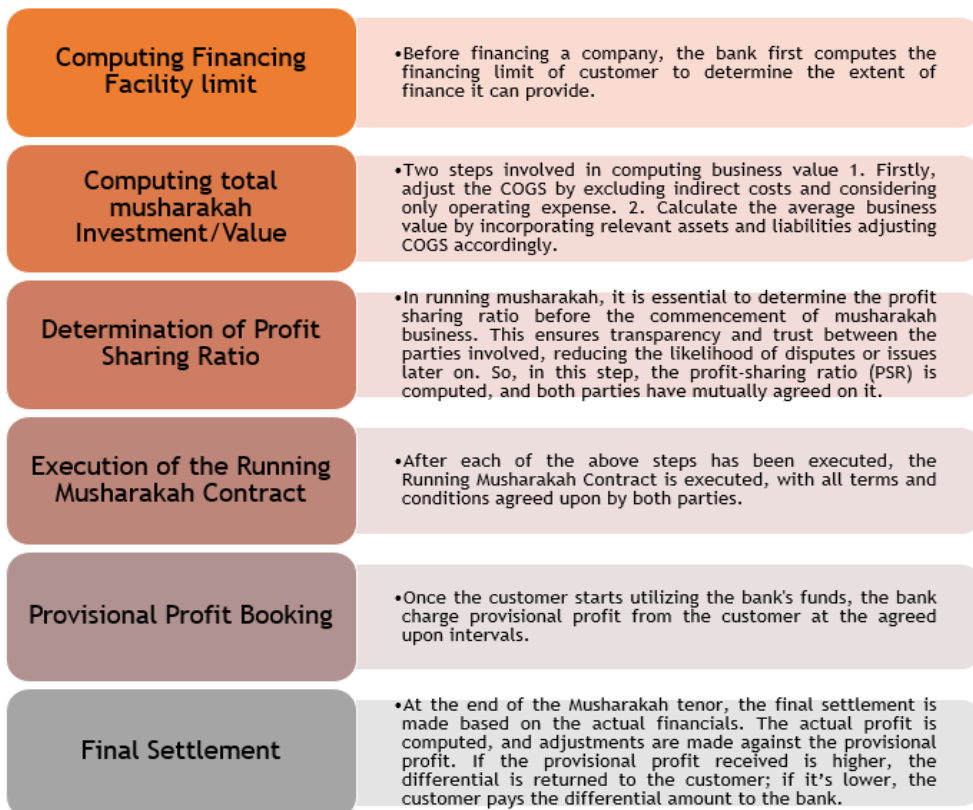 Computing Financing
Facility limit
•Before financing a company, the bank first computes the
financing limit of customer to determine the extent of
finance it can provide.
Computing total
musharakah
Investment/Value
•Two steps involved in computing business value 1. Firstly,
adjust the COGS by excluding indirect costs and considering
only operating expense. 2. Calculate the average business
value by incorporating relevant assets and liabilities adjusting
COGS accordingly.
Determination of Profit
Sharing Ratio
•In running musharakah, it is essential to determine the profit
sharing ratio before the commencement of musharakah
business. This ensures transparency and trust between the
parties involved, reducing the likelihood of disputes or issues
later on. So, in this step, the profit-sharing ratio (PSR) is
computed, and both parties have mutually agreed on it.
Execution of the Running
Musharakah Contract
•After each of the above steps has been executed, the
Running Musharakah Contract is executed, with all terms and
conditions agreed upon by both parties.
Provisional Profit Booking
•Once the customer starts utilizing the bank's funds, the bank
charge provisional profit from the customer at the agreed
upon intervals.
Final Settlement
•At the end of the Musharakah tenor, the final settlement is
made based on the actual financials. The actual profit is
computed, and adjustments are made against the provisional
profit. If the provisional profit received is higher, the
differential is returned to the customer; if it’s lower, the
customer pays the differential amount to the bank.